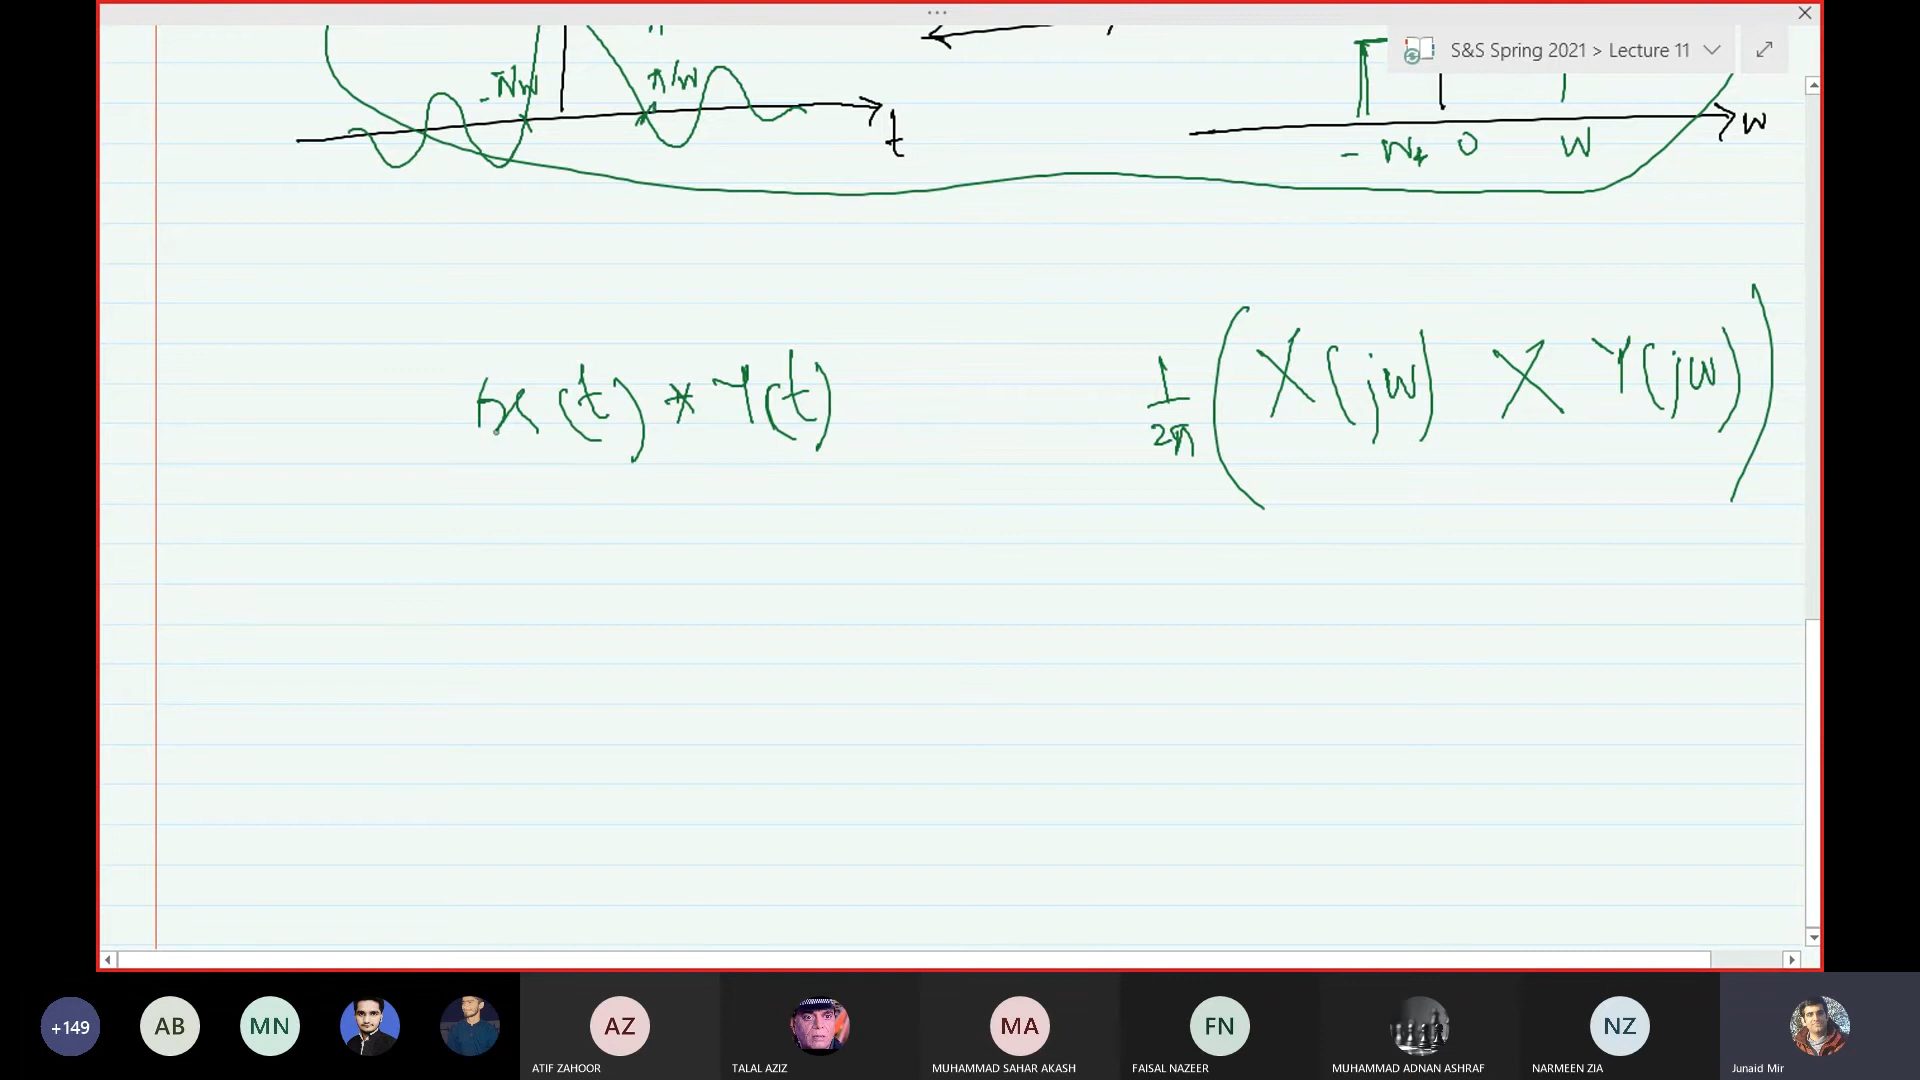 S&S Spring 2021 > Lecture 11
-π/W π/W t
-W 0 W w
x(t) * y(t) 1/2π ( X(jw) X Y(jw) )
+149 AB MN AZ MA FN NZ
ATIF ZAHOOR TALAL AZIZ MUHAMMAD SAHAR AKASH FAISAL NAZEER MUHAMMAD ADNAN ASHRAF NARMEEN ZIA Junaid Mir